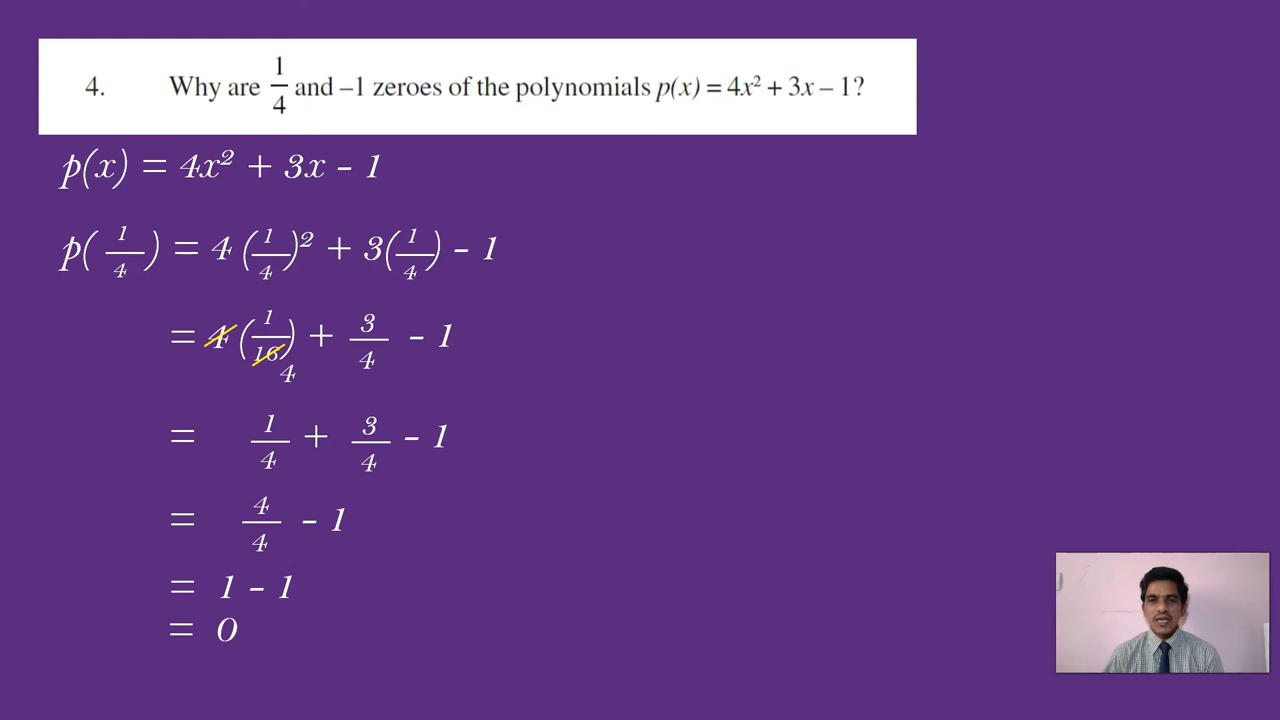 4. Why are 1/4 and –1 zeroes of the polynomials p(x) = 4x² + 3x – 1?
p(x) = 4x² + 3x - 1
p(1/4) = 4(1/4)² + 3(1/4) - 1
= 4(1/16) + 3/4 - 1
4
= 1/4 + 3/4 - 1
= 4/4 - 1
= 1 - 1
= 0